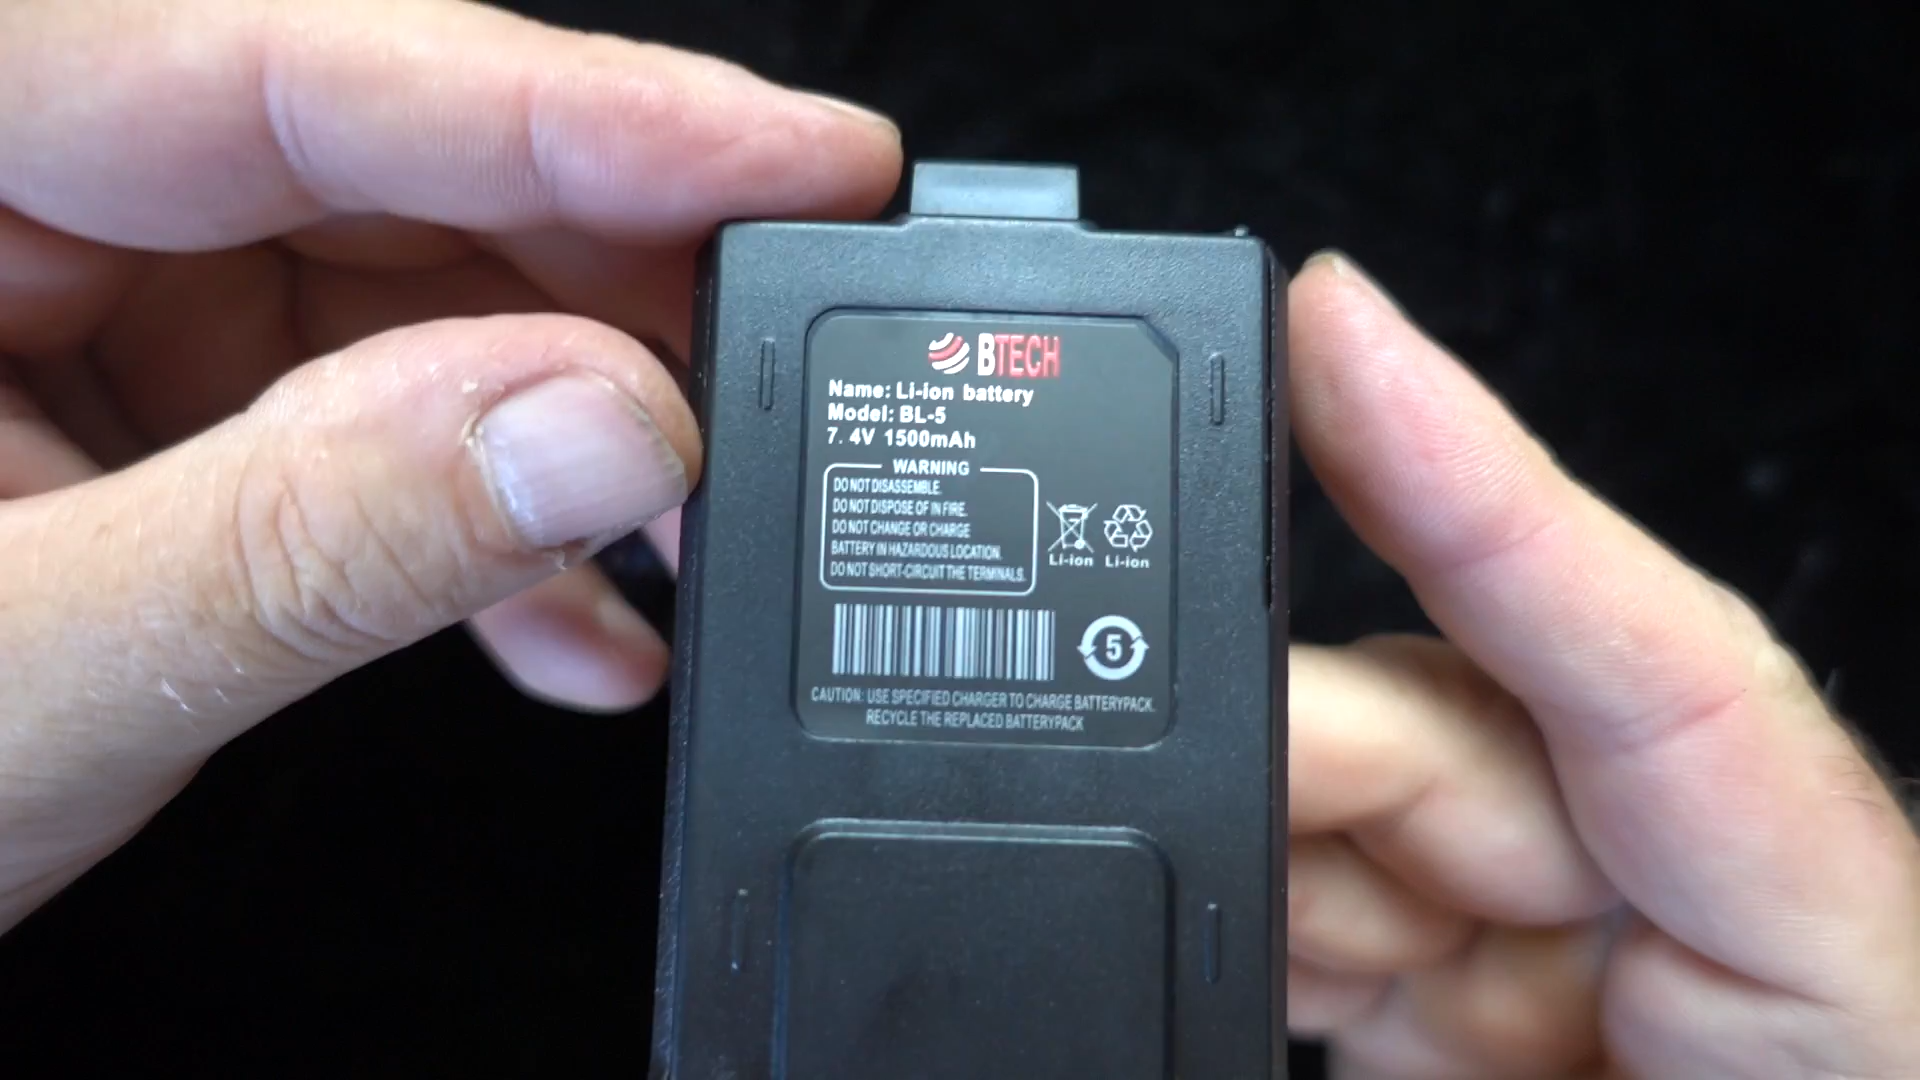 BTECH
Name: Li-ion battery
Model: BL-5
7.4V 1500mAh
WARNING
DO NOT DISASSEMBLE.
DO NOT DISPOSE OF IN FIRE.
DO NOT CHANGE OR CHARGE
BATTERY IN HAZARDOUS LOCATION.
DO NOT SHORT-CIRCUIT THE TERMINALS.
Li-ion Li-ion
5
CAUTION: USE SPECIFIED CHARGER TO CHARGE BATTERYPACK.
RECYCLE THE REPLACED BATTERYPACK